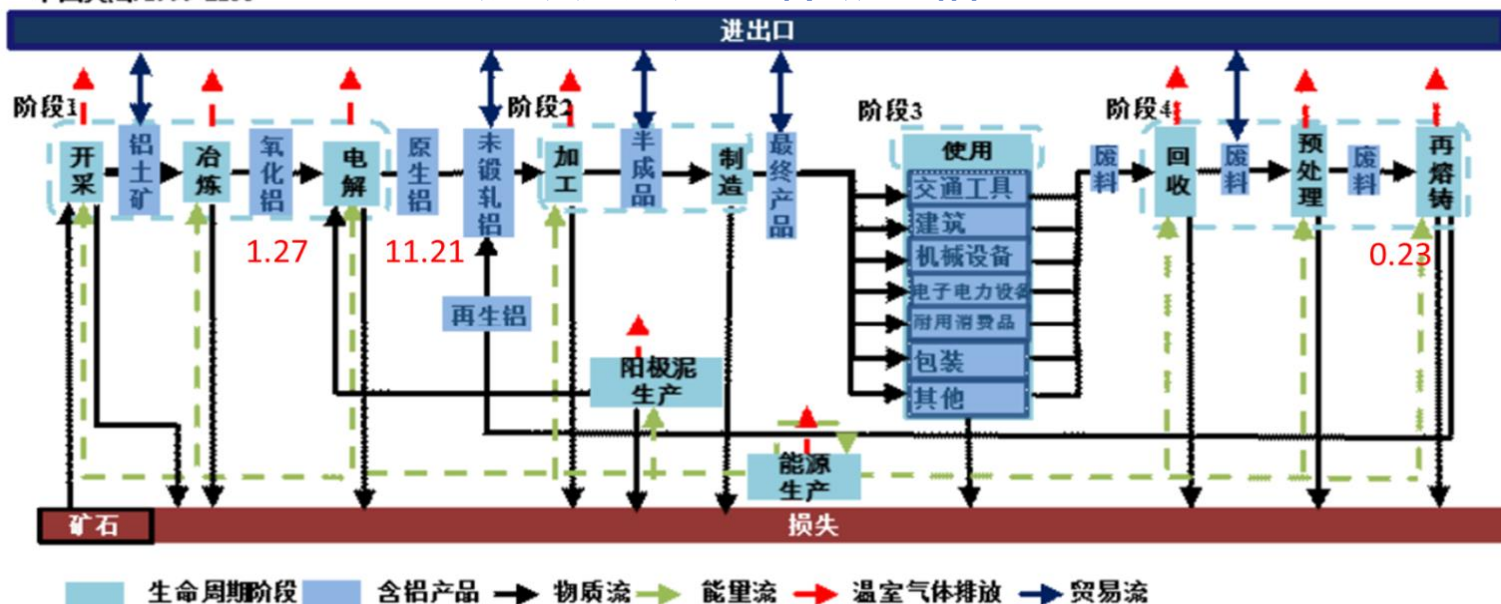 进出口
阶段1
阶段2
阶段3
阶段4
开采
铝土矿
冶炼
氧化铝
电解
原生铝
未锻轧铝
加工
半成品
制造
最终产品
使用
交通工具
建筑
机械设备
电子电力设备
耐用消费品
包装
其他
废料
回收
废料
预处理
废料
再熔铸
1.27
11.21
0.23
再生铝
阳极泥
生产
能源
生产
矿石
损失
生命周期阶段
含铝产品
物质流
能量流
温室气体排放
贸易流